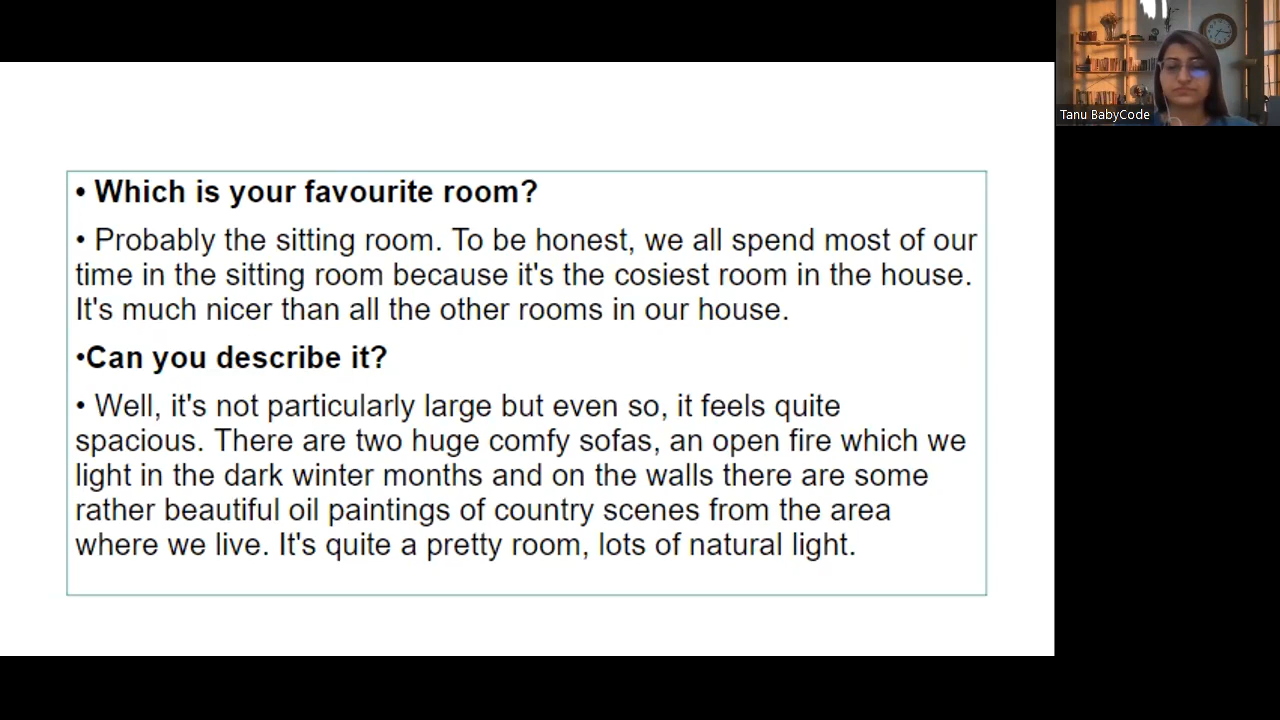 • Which is your favourite room?
• Probably the sitting room. To be honest, we all spend most of our
time in the sitting room because it's the cosiest room in the house.
It's much nicer than all the other rooms in our house.
•Can you describe it?
• Well, it's not particularly large but even so, it feels quite
spacious. There are two huge comfy sofas, an open fire which we
light in the dark winter months and on the walls there are some
rather beautiful oil paintings of country scenes from the area
where we live. It's quite a pretty room, lots of natural light.
Tanu BabyCode